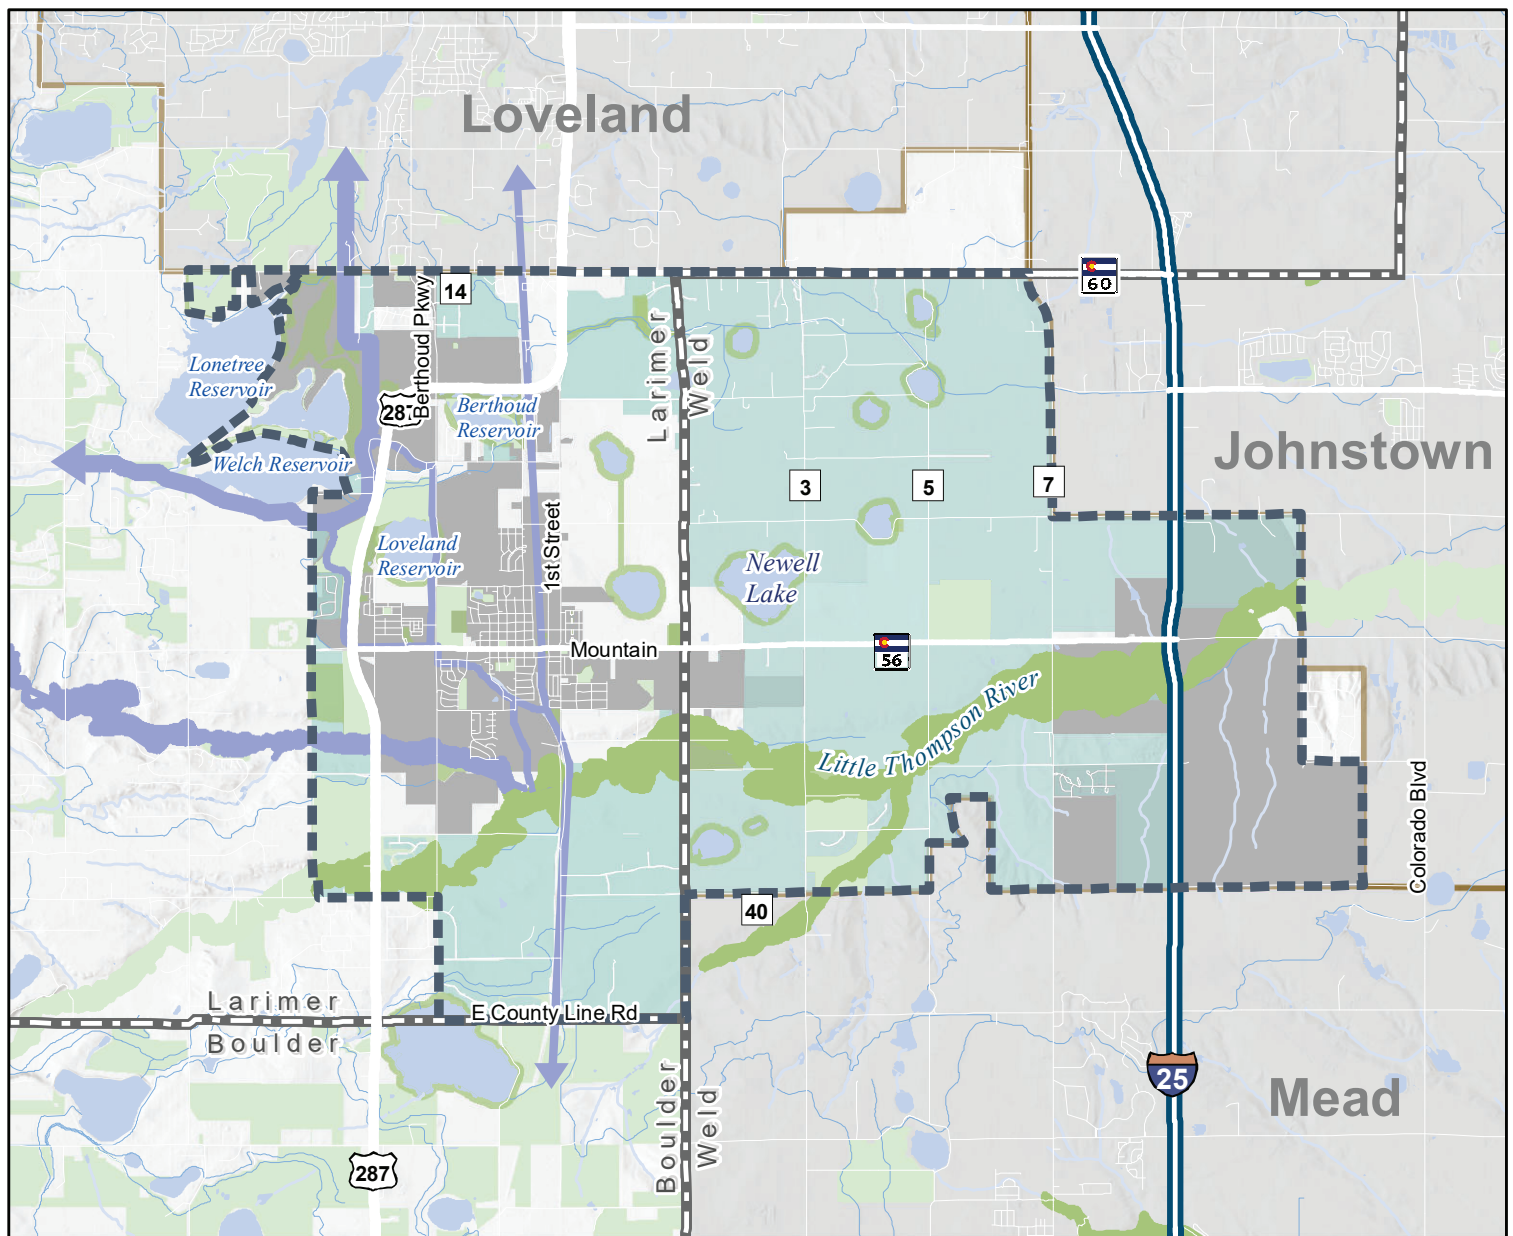 Loveland
60
14
Berthoud Pkwy
Larimer
Weld
Lonetree
Reservoir
287
Berthoud
Reservoir
Johnstown
Welch Reservoir
3
5
7
1st Street
Loveland
Reservoir
Newell
Lake
Mountain
56
Little Thompson River
Colorado Blvd
40
Larimer
E County Line Rd
Boulder
25
Mead
Boulder
Weld
287